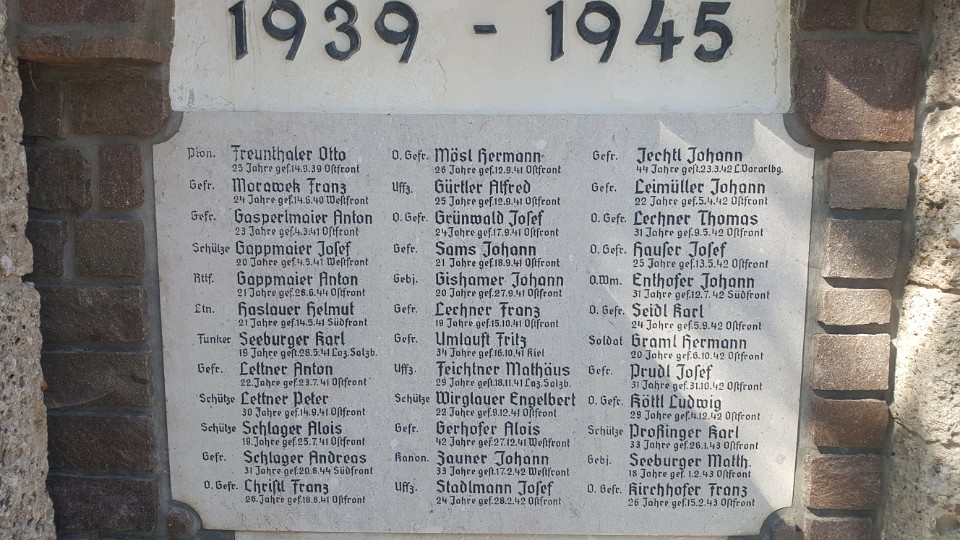 1939 - 1945
Pion. Freunthaler Otto
25 Jahre gef.14.9.39 Ostfront
Gefr. Morawek Franz
24 Jahre gef.14.6.40 Westfront
Gefr. Gasperlmaier Anton
23 Jahre gef.4.3.41 Ostfront
Schütze Gappmaier Josef
20 Jahre gef.4.5.41 Westfront
Rttf. Gappmaier Anton
21 Jahre gef.28.6.44 Ostfront
Ltn. Haslauer Helmut
21 Jahre gef.14.5.41 Südfront
Funker Seeburger Karl
19 Jahre gest.28.5.41 Laz.Salzb.
Gefr. Lettner Anton
22 Jahre gef.23.7.41 Ostfront
Schütze Lettner Peter
30 Jahre gef.14.9.41 Ostfront
Schütze Schlager Alois
18 Jahre gef.25.7.41 Ostfront
Gefr. Schlager Andreas
31 Jahre gef.20.8.44 Südfront
O.Gefr. Christl Franz
26 Jahre gef.18.8.41 Ostfront
O.Gefr. Mösl Hermann
26 Jahre gef.12.9.41 Ostfront
Uffz. Gürtler Alfred
25 Jahre gef.12.9.41 Ostfront
O.Gefr. Grünwald Josef
24 Jahre gef.17.9.41 Ostfront
Gefr. Sams Johann
21 Jahre gef.18.9.41 Ostfront
Gebj. Gishamer Johann
20 Jahre gef.27.9.41 Ostfront
Gefr. Lechner Franz
19 Jahre gef.15.10.41 Ostfront
Gefr. Umlauft Fritz
34 Jahre gef.16.10.41 Kiel
Uffz. Feichtner Mathäus
29 Jahre gest.18.11.41 Laz.Salzb.
Schütze Wirglauer Engelbert
22 Jahre gef.9.12.41 Ostfront
Gefr. Gerhofer Alois
42 Jahre gef.27.12.41 Westfront
Kanon. Zauner Johann
33 Jahre gest.17.2.42 Westfront
Uffz. Stadlmann Josef
24 Jahre gef.28.2.42 Ostfront
Gefr. Jechtl Johann
44 Jahre gest.23.3.42 L.Vorarlbg.
Gefr. Leimüller Johann
22 Jahre gef.5.4.42 Ostfront
O.Gefr. Lechner Thomas
31 Jahre gef.9.5.42 Ostfront
O.Gefr. Hauser Josef
25 Jahre gef.13.5.42 Ostfront
O.Wm. Enthofer Johann
31 Jahre gef.12.7.42 Südfront
O.Gefr. Seidl Karl
24 Jahre gef.5.9.42 Ostfront
Soldat Graml Hermann
20 Jahre gef.6.10.42 Ostfront
Gefr. Prudl Josef
31 Jahre gef.31.10.42 Ostfront
O.Gefr. Köttl Ludwig
29 Jahre gef.4.12.42 Ostfront
Schütze Proßinger Karl
33 Jahre gef.26.1.43 Ostfront
Gebj. Seeburger Matth.
18 Jahre gef.1.2.43 Ostfront
O.Gefr. Kirchhofer Franz
26 Jahre gef.15.2.43 Ostfront